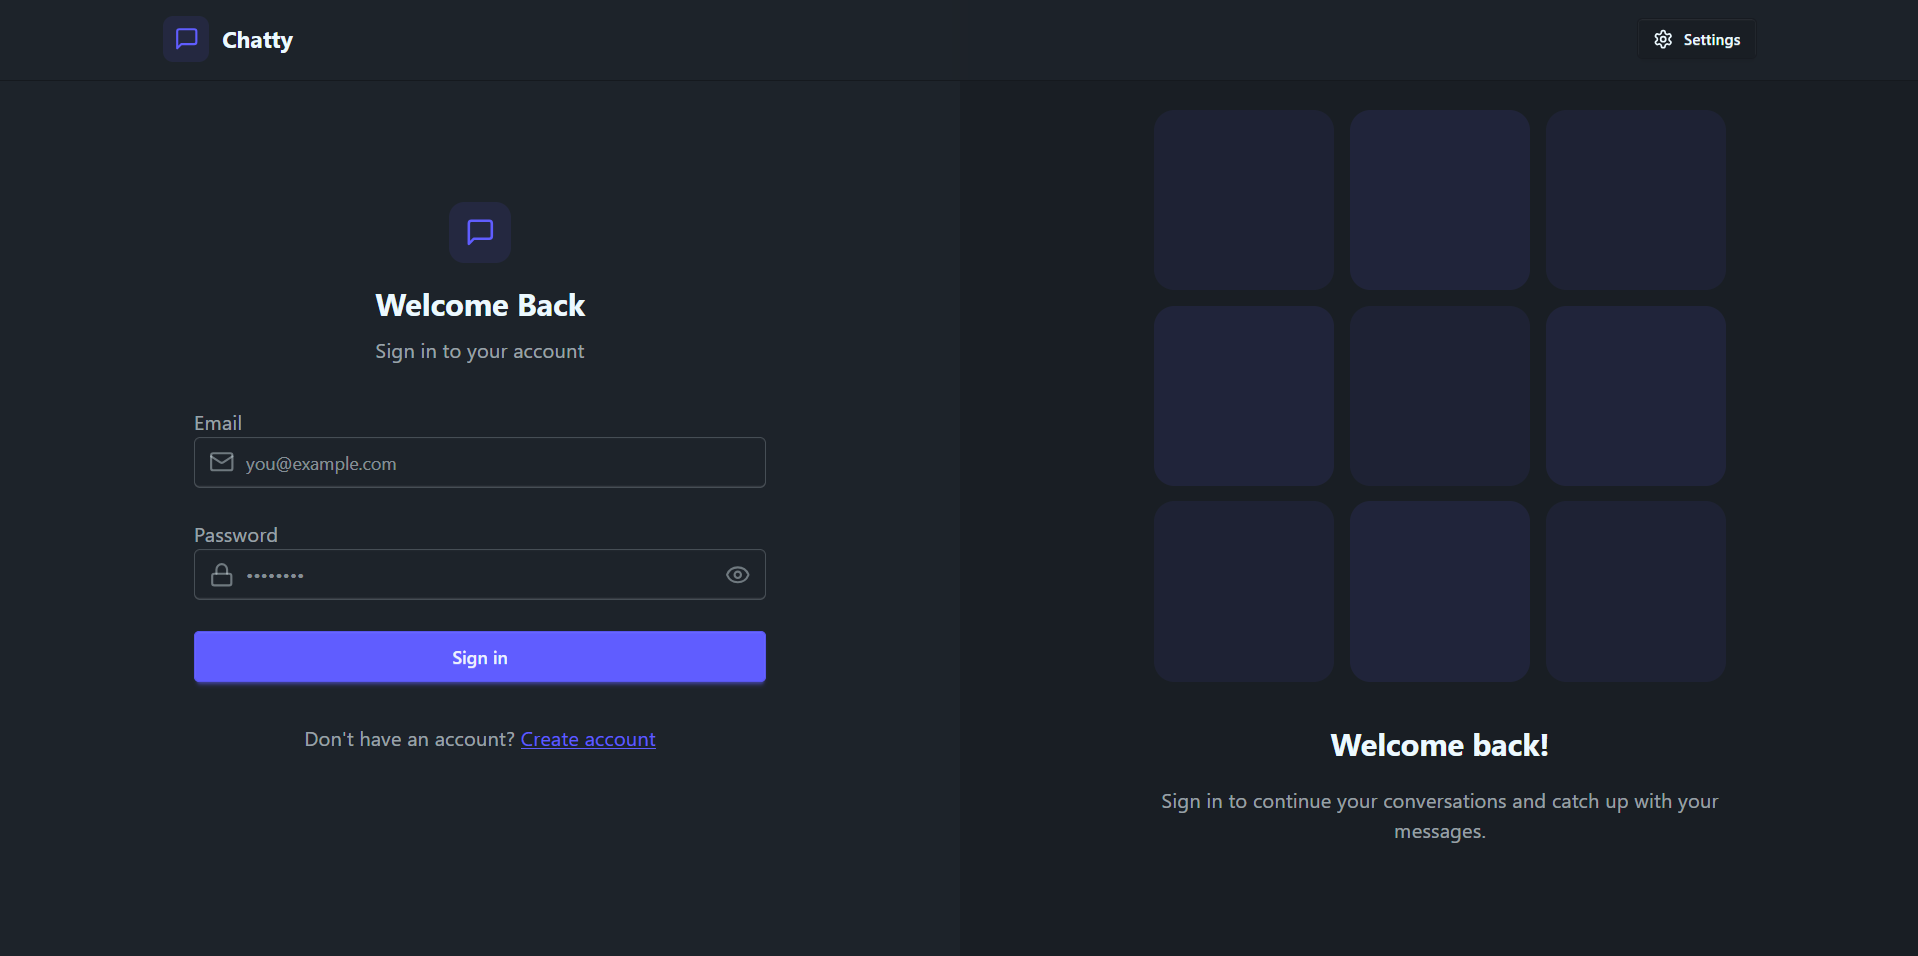 Chatty
Settings
Welcome Back
Sign in to your account
Email
you@example.com
Password
••••••••
Sign in
Don't have an account? Create account
Welcome back!
Sign in to continue your conversations and catch up with your
messages.